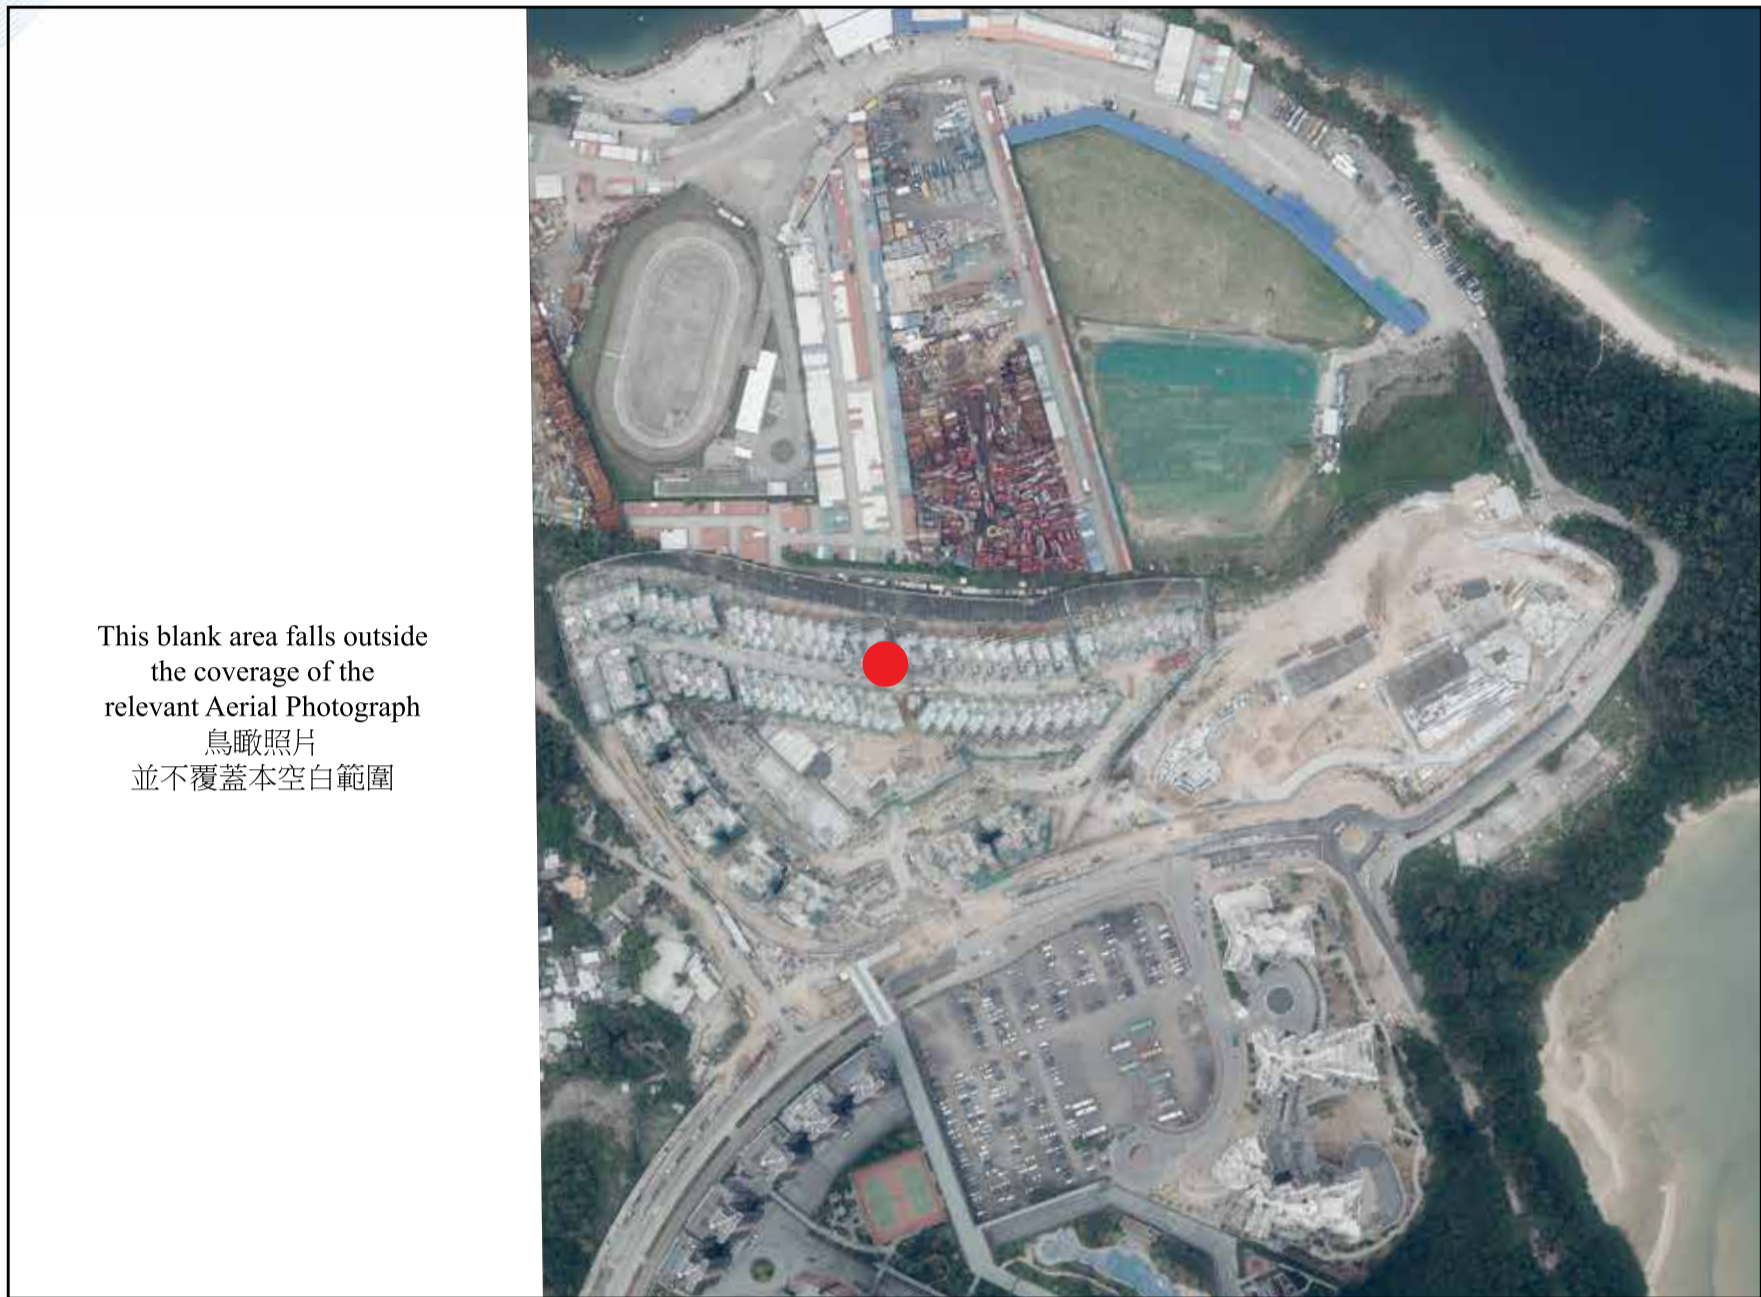 This blank area falls outside
the coverage of the
relevant Aerial Photograph
鳥瞰照片
並不覆蓋本空白範圍